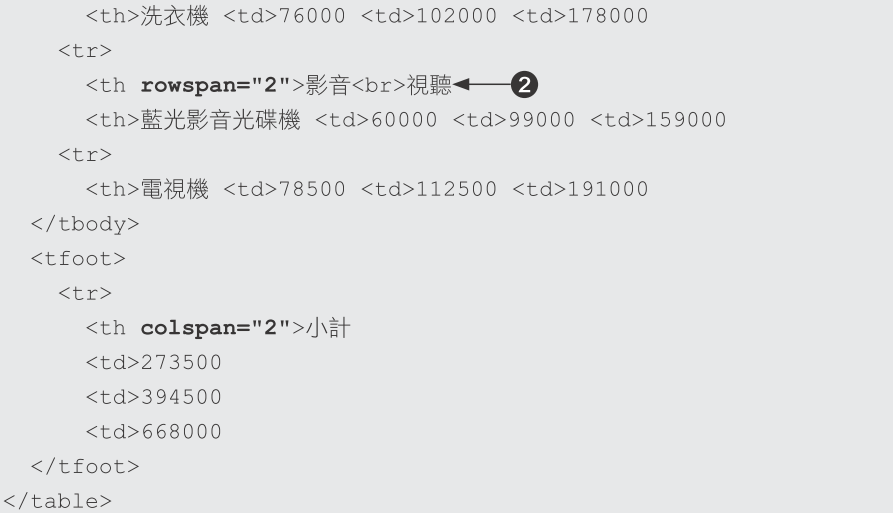 <th>洗衣機 <td>76000 <td>102000 <td>178000
<tr>
<th rowspan="2">影音<br>視聽 2
<th>藍光影音光碟機 <td>60000 <td>99000 <td>159000
<tr>
<th>電視機 <td>78500 <td>112500 <td>191000
</tbody>
<tfoot>
<tr>
<th colspan="2">小計
<td>273500
<td>394500
<td>668000
</tfoot>
</table>